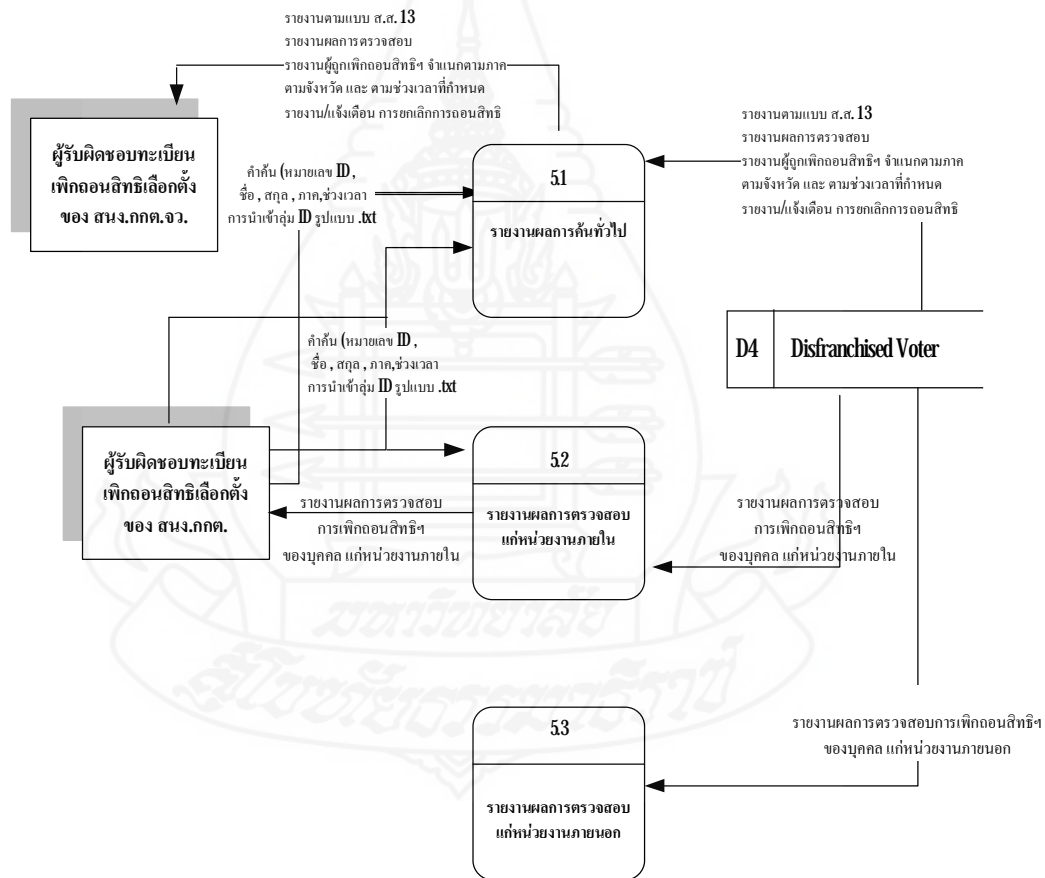 รายงานตามแบบ ส.ส. 13
รายงานผลการตรวจสอบ
รายงานผู้ถูกเพิกถอนสิทธิฯ จำแนกตามภาค
ตามจังหวัด และ ตามช่วงเวลาที่กำหนด
รายงาน/แจ้งเตือน การยกเลิกการถอนสิทธิ
รายงานตามแบบ ส.ส. 13
รายงานผลการตรวจสอบ
รายงานผู้ถูกเพิกถอนสิทธิฯ จำแนกตามภาค
ตามจังหวัด และ ตามช่วงเวลาที่กำหนด
รายงาน/แจ้งเตือน การยกเลิกการถอนสิทธิ
ผู้รับผิดชอบทะเบียน
เพิกถอนสิทธิเลือกตั้ง
ของ สนง.กกต.จว.
คำค้น (หมายเลข ID ,
ชื่อ , สกุล , ภาค,ช่วงเวลา
การนำเข้าลุ่ม ID รูปแบบ .txt
5.1
รายงานผลการค้นทั่วไป
คำค้น (หมายเลข ID ,
ชื่อ , สกุล , ภาค,ช่วงเวลา
การนำเข้าลุ่ม ID รูปแบบ .txt
D4 Disfranchised Voter
ผู้รับผิดชอบทะเบียน
เพิกถอนสิทธิเลือกตั้ง
ของ สนง.กกต.
5.2
รายงานผลการตรวจสอบ
แก่หน่วยงานภายใน
รายงานผลการตรวจสอบ
การเพิกถอนสิทธิฯ
ของบุคคล แก่หน่วยงานภายใน
รายงานผลการตรวจสอบ
การเพิกถอนสิทธิฯ
ของบุคคล แก่หน่วยงานภายใน
มหาวิทยาลัย
สุโขทัยธรรมาธิราช
5.3
รายงานผลการตรวจสอบ
แก่หน่วยงานภายนอก
รายงานผลการตรวจสอบการเพิกถอนสิทธิฯ
ของบุคคล แก่หน่วยงานภายนอก